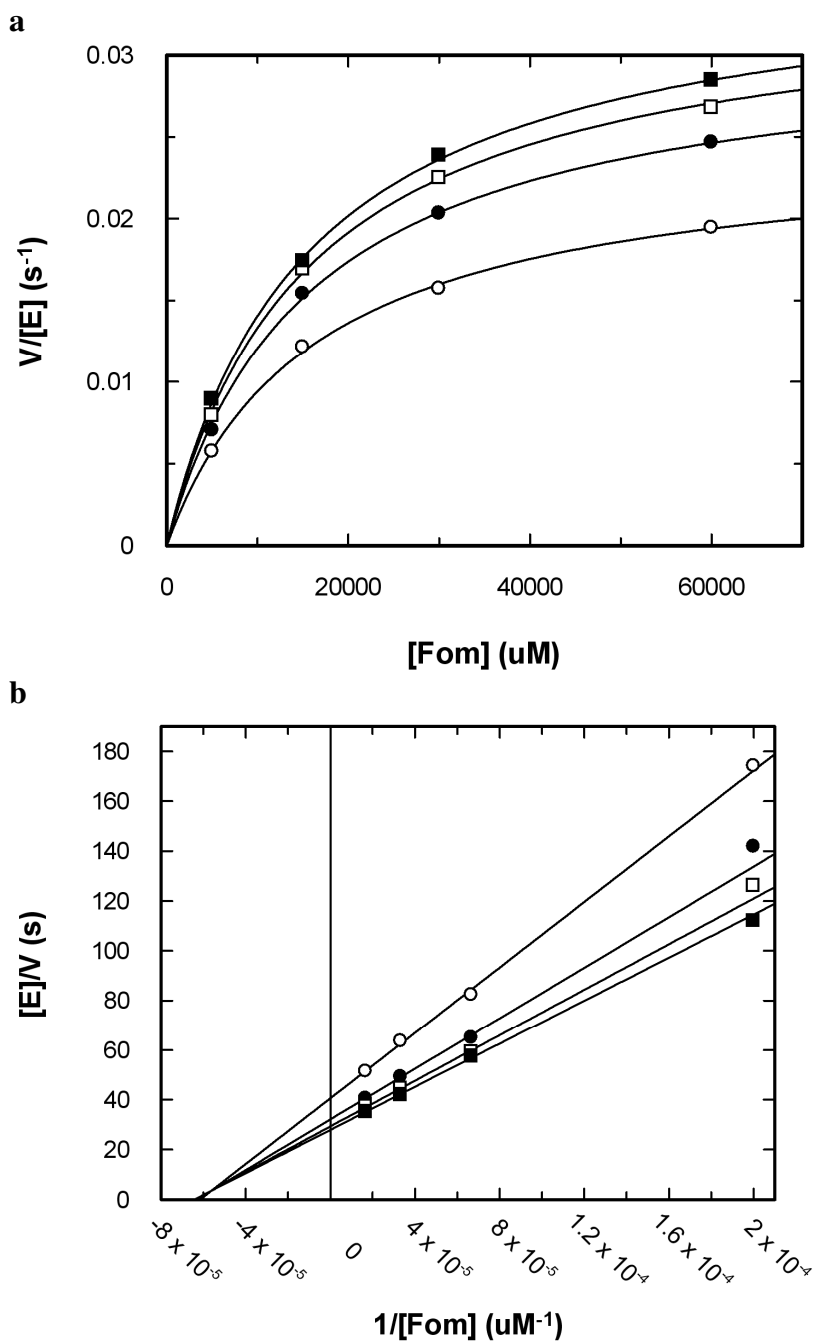 a
0.03
0.02
0.01
0
V/[E] (s⁻¹)
0
20000
40000
60000
[Fom] (uM)
b
180
160
140
120
100
80
60
40
20
0
[E]/V (s)
-8 x 10⁻⁵
-4 x 10⁻⁵
0
4 x 10⁻⁵
8 x 10⁻⁵
1.2 x 10⁻⁴
1.6 x 10⁻⁴
2 x 10⁻⁴
1/[Fom] (uM⁻¹)